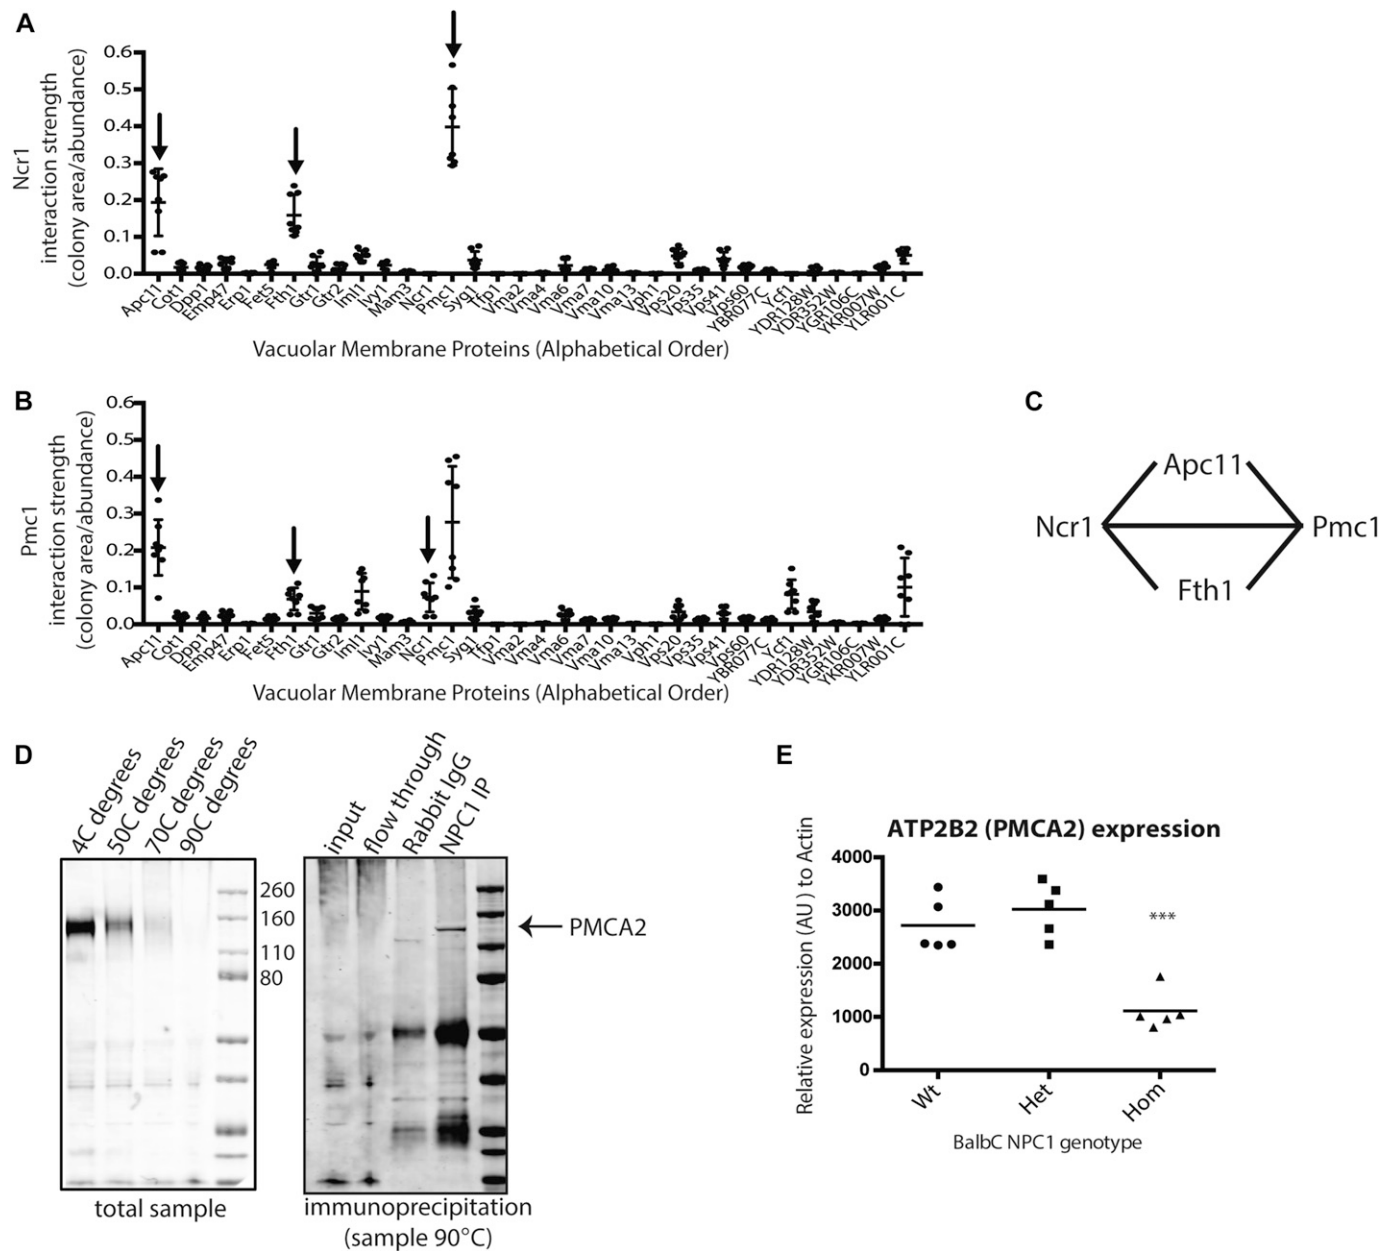 A
Ncr1
interaction strength
(colony area/abundance)
0.6
0.5
0.4
0.3
0.2
0.1
0.0
Apc11
Cot1
Dpp1
Emp47
Erp1
Fet5
Fth1
Gtr1
Gtr2
Iml1
Ivy1
Mam3
Ncr1
Pmc1
Syg1
Tfp1
Vma2
Vma4
Vma6
Vma7
Vma10
Vma13
Vph1
Vps20
Vps35
Vps41
Vps60
YBR077C
Ycf1
YDR128W
YDR352W
YGR106C
YKR007W
YLR001C
Vacuolar Membrane Proteins (Alphabetical Order)
B
Pmc1
interaction strength
(colony area/abundance)
0.6
0.5
0.4
0.3
0.2
0.1
0.0
Apc11
Cot1
Dpp1
Emp47
Erp1
Fet5
Fth1
Gtr1
Gtr2
Iml1
Ivy1
Mam3
Ncr1
Pmc1
Syg1
Tfp1
Vma2
Vma4
Vma6
Vma7
Vma10
Vma13
Vph1
Vps20
Vps35
Vps41
Vps60
YBR077C
Ycf1
YDR128W
YDR352W
YGR106C
YKR007W
YLR001C
Vacuolar Membrane Proteins (Alphabetical Order)
C
Apc11
Ncr1
Pmc1
Fth1
D
4C degrees
50C degrees
70C degrees
90C degrees
260
160
110
80
total sample
input
flow through
Rabbit IgG
NPC1 IP
PMCA2
immunoprecipitation
(sample 90°C)
E
ATP2B2 (PMCA2) expression
Relative expression (AU ) to Actin
4000
3000
2000
1000
0
***
Wt
Het
Hom
BalbC NPC1 genotype